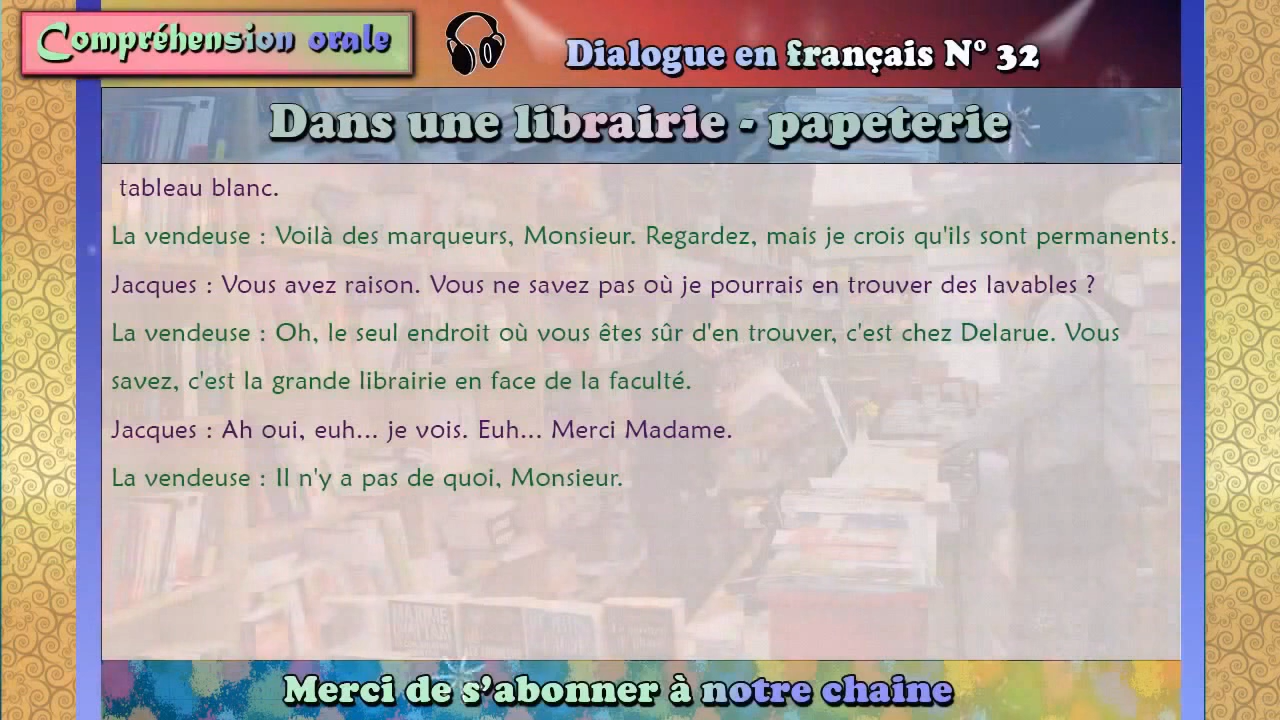 Compréhension orale
Dialogue en français N° 32
Dans une librairie - papeterie
tableau blanc.
La vendeuse : Voilà des marqueurs, Monsieur. Regardez, mais je crois qu'ils sont permanents.
Jacques : Vous avez raison. Vous ne savez pas où je pourrais en trouver des lavables ?
La vendeuse : Oh, le seul endroit où vous êtes sûr d'en trouver, c'est chez Delarue. Vous
savez, c'est la grande librairie en face de la faculté.
Jacques : Ah oui, euh... je vois. Euh... Merci Madame.
La vendeuse : Il n'y a pas de quoi, Monsieur.
Merci de s’abonner à notre chaine